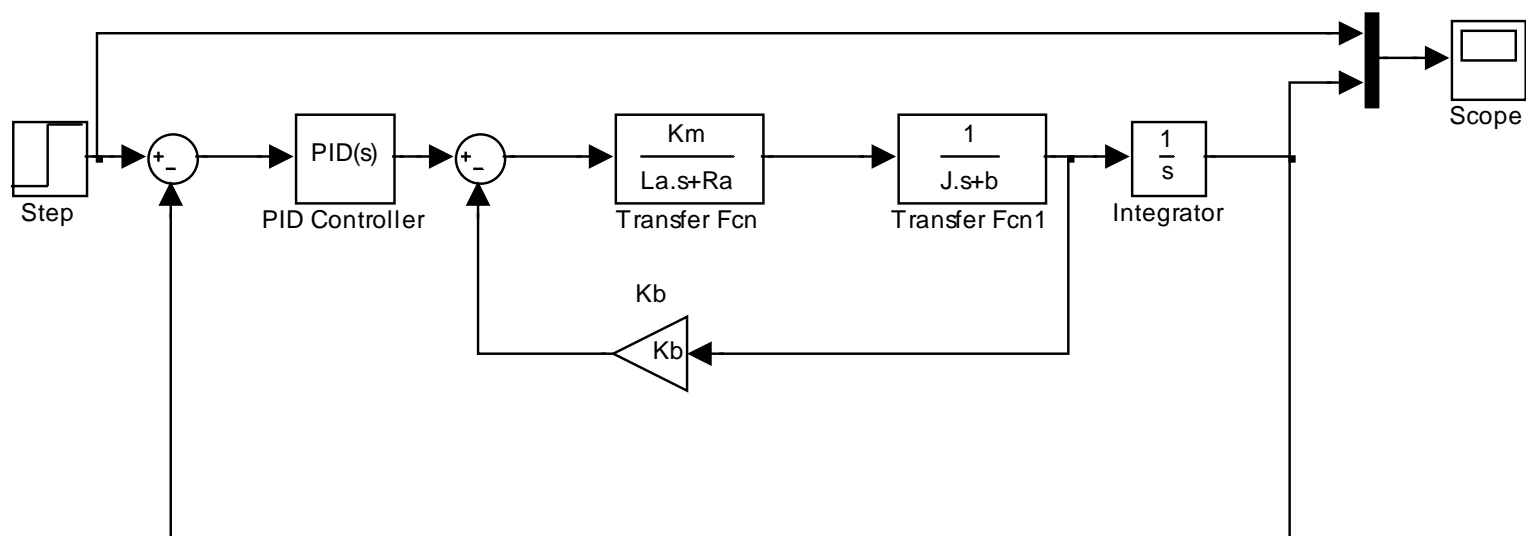 Step
+
−
PID(s)
PID Controller
+
−
Km
La.s+Ra
Transfer Fcn
1
J.s+b
Transfer Fcn1
1
s
Integrator
Scope
Kb
Kb